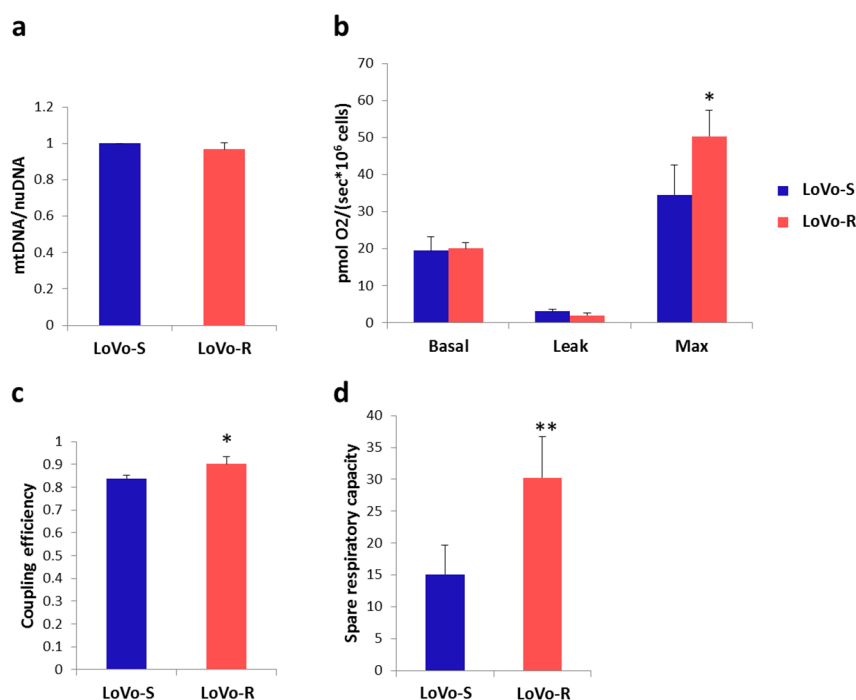 a
mtDNA/nuDNA
1.2
1
0.8
0.6
0.4
0.2
0
LoVo-S
LoVo-R
b
pmol O2/(sec*10⁶ cells)
70
60
50
40
30
20
10
0
*
Basal
Leak
Max
LoVo-S
LoVo-R
c
Coupling efficiency
1
0.9
0.8
0.7
0.6
0.5
0.4
0.3
0.2
0.1
0
*
LoVo-S
LoVo-R
d
Spare respiratory capacity
40
35
30
25
20
15
10
5
0
**
LoVo-S
LoVo-R